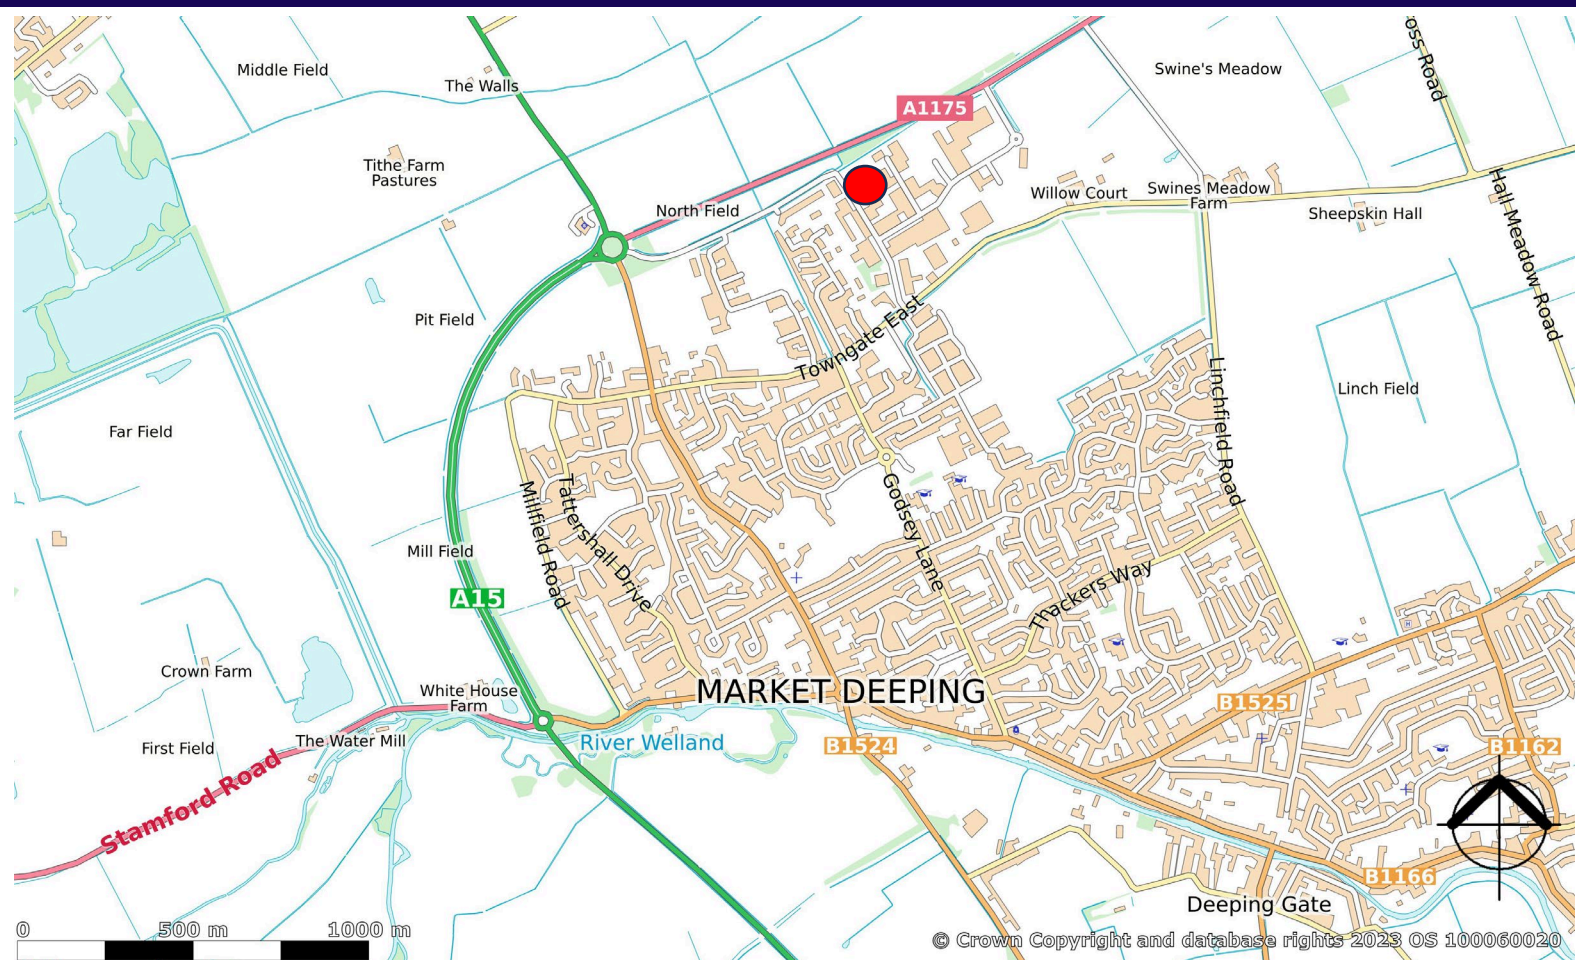 Middle Field
The Walls
A1175
Swine's Meadow
oss Road
Tithe Farm
Pastures
North Field
Willow Court
Swines Meadow
Farm
Sheepskin Hall
Hall Meadow Road
Pit Field
Towngate East
Linchfield Road
Linch Field
Far Field
Millfield Road
Tattershall Drive
Godsey Lane
Mill Field
A15
Thackers Way
Crown Farm
White House
Farm
MARKET DEEPING
B1525
First Field
The Water Mill
River Welland
B1524
B1162
Stamford Road
B1166
Deeping Gate
0 500 m 1000 m
© Crown Copyright and database rights 2023 OS 100060020